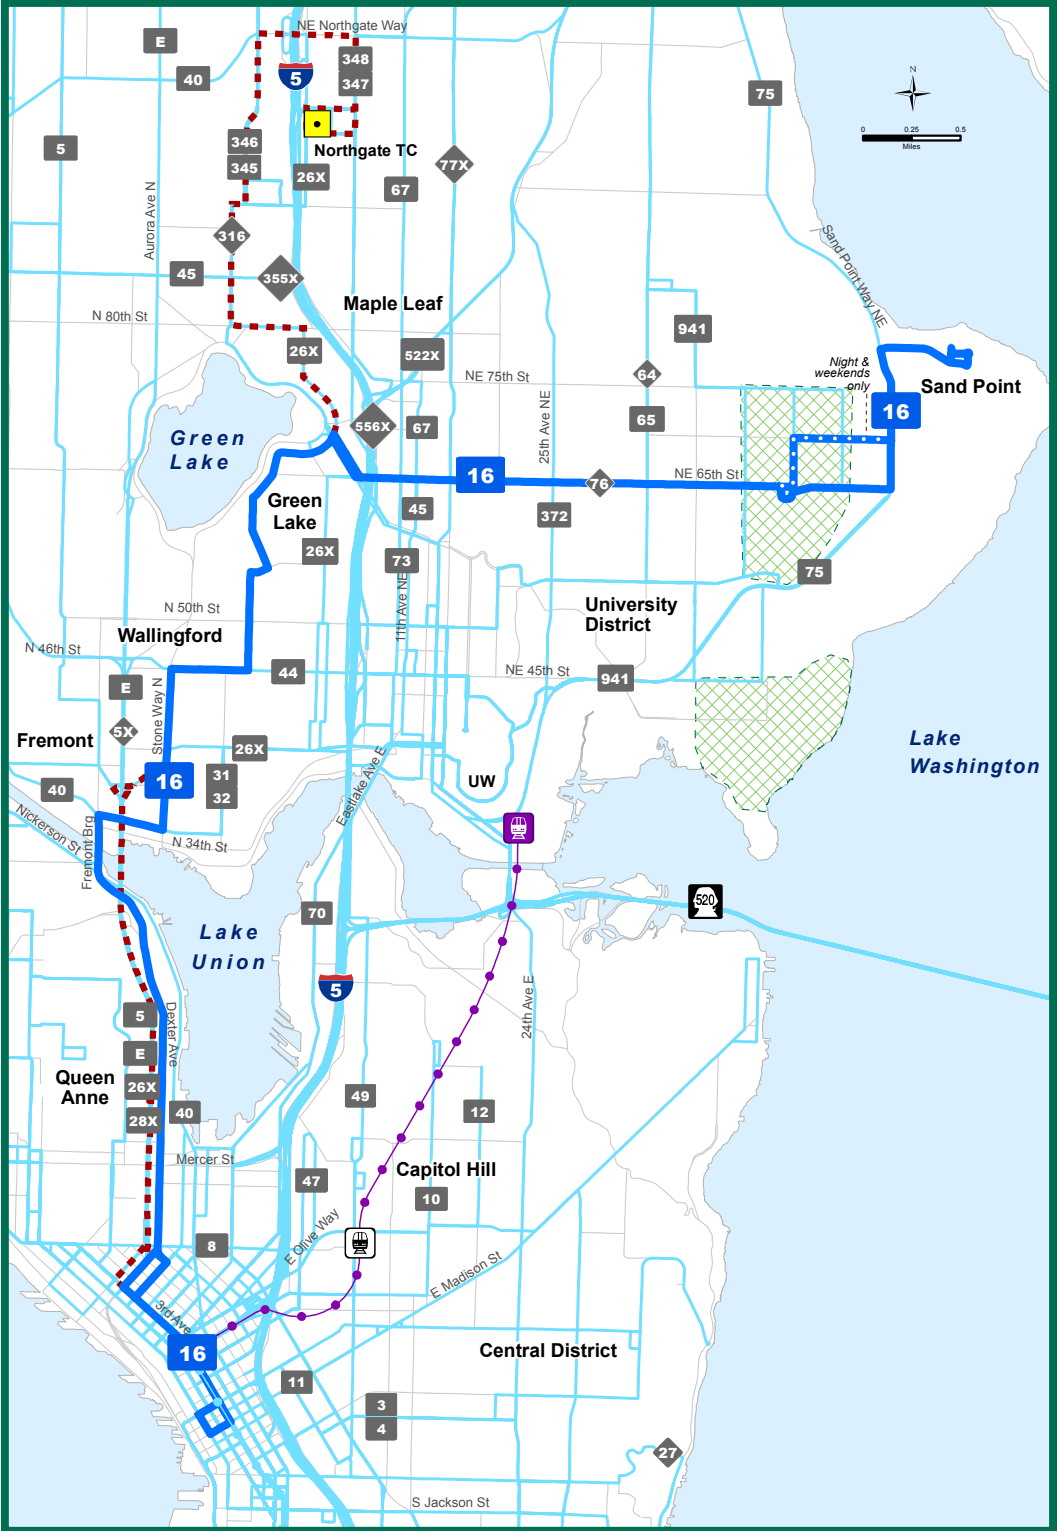 NE Northgate Way
E
348
5
40
347
75
N
0
0.25
0.5
Miles
346
5
Northgate TC
345
77X
26X
67
Aurora Ave N
316
Sand Point Way NE
45
355X
Maple Leaf
N 80th St
941
26X
522X
Night &
weekends
only
64
NE 75th St
Sand Point
16
65
25th Ave NE
556X
67
Green
Lake
NE 65th St
16
76
Green
Lake
45
372
26X
73
75
11th Ave NE
N 50th St
University
District
Wallingford
N 46th St
44
NE 45th St
941
E
Stone Way N
5X
Fremont
26X
Lake
Washington
31
16
UW
40
32
Eastlake Ave E
Nickerson St
N 34th St
Fremont Brg
520
70
Lake
Union
5
24th Ave E
5
Dexter Ave
E
Queen
Anne
26X
49
40
12
28X
Mercer St
Capitol Hill
47
10
E Olive Way
8
E Madison St
3rd Ave
16
Central District
11
3
4
27
S Jackson St